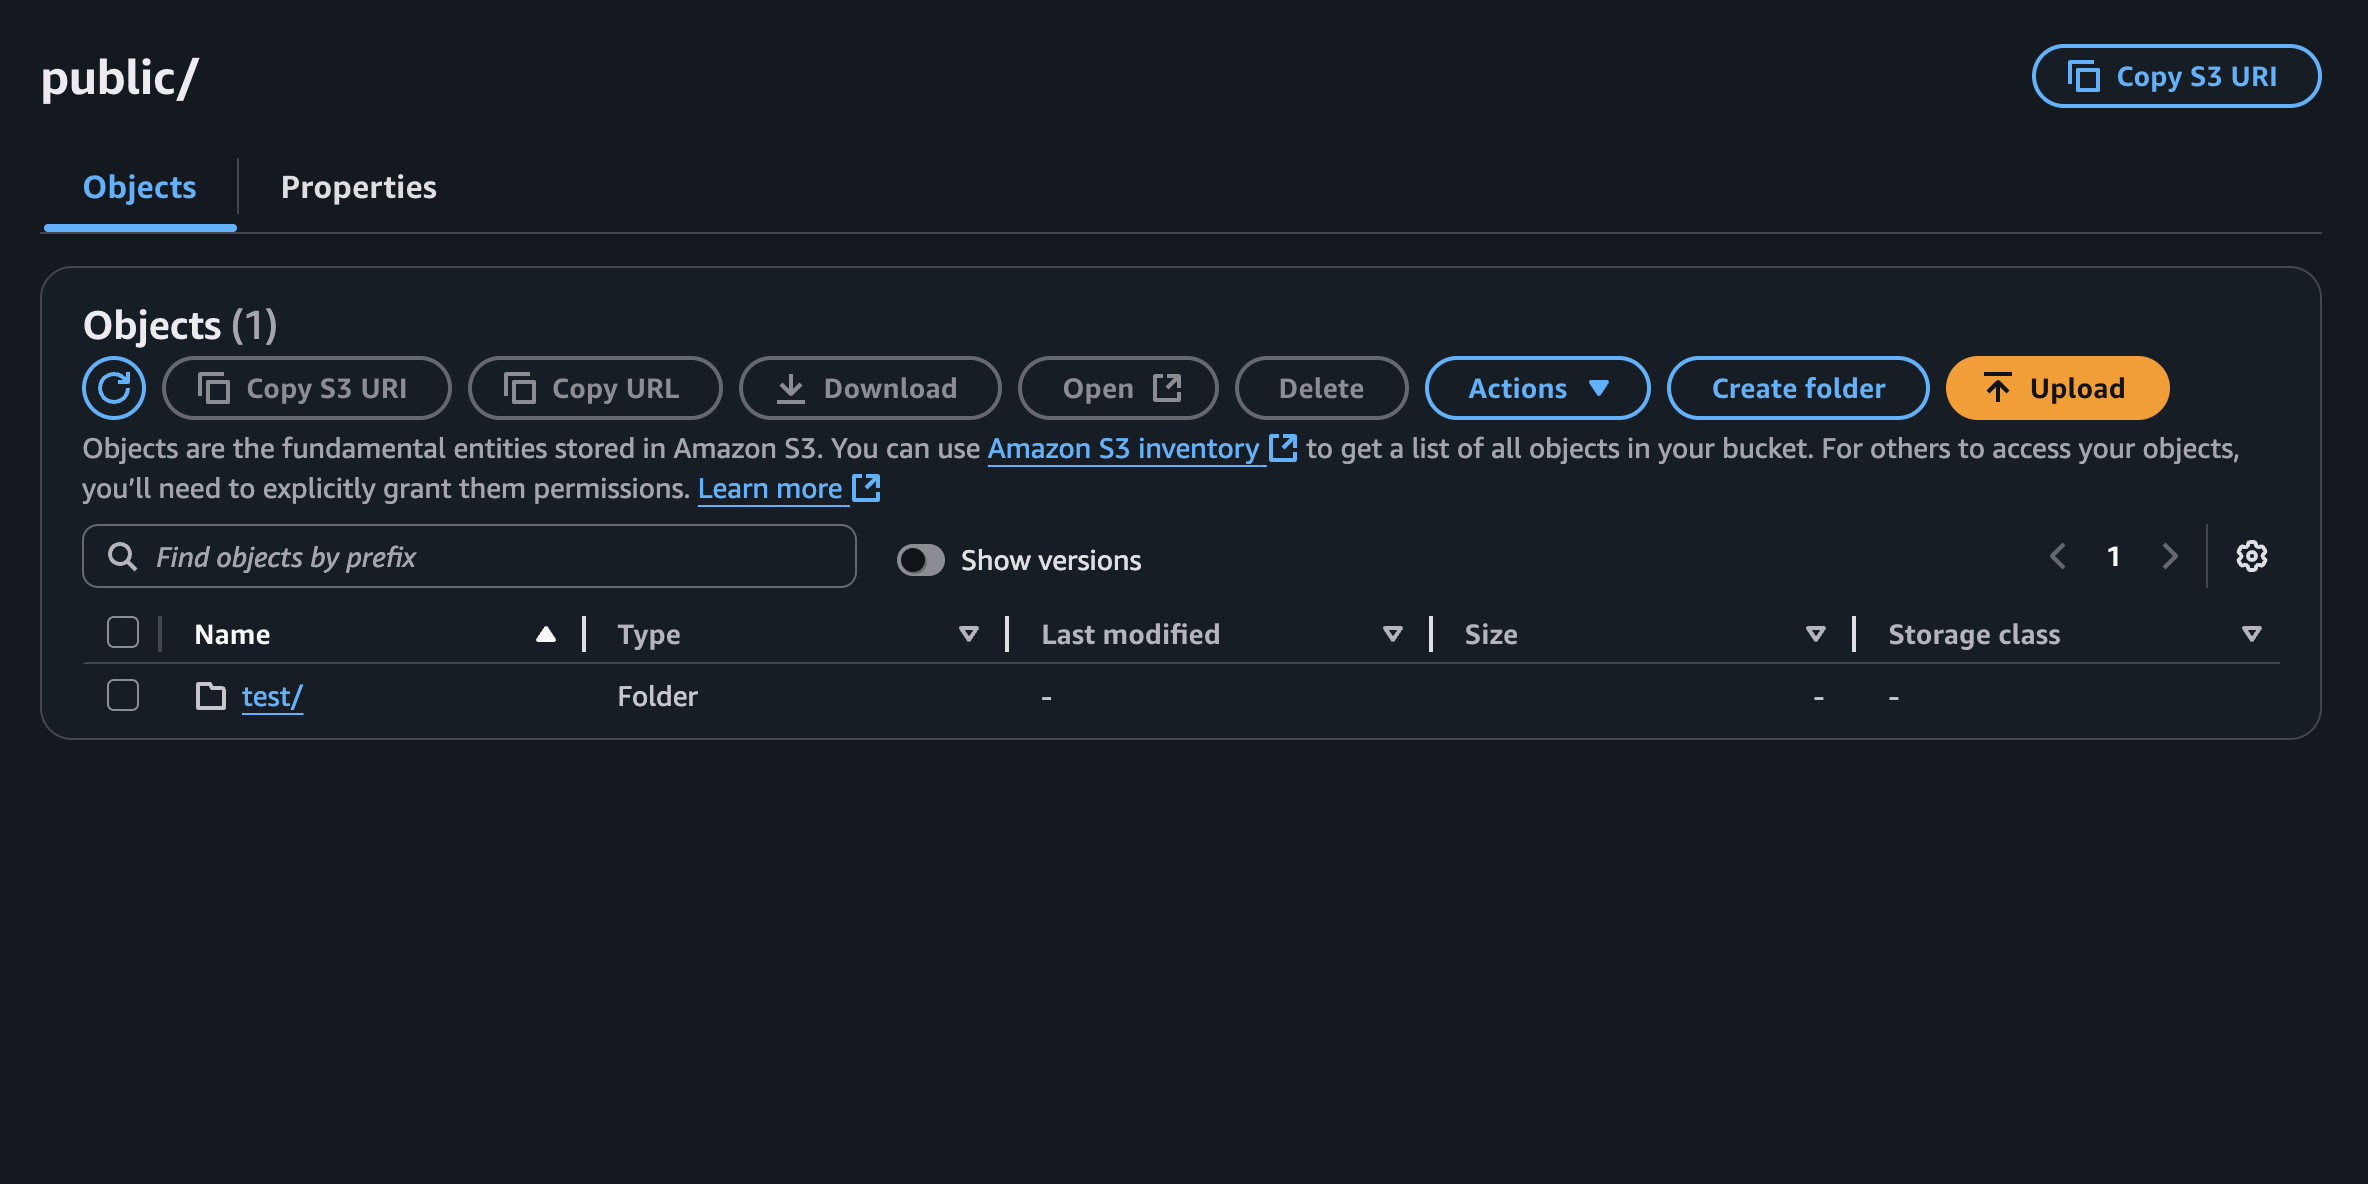 public/
Copy S3 URI
Objects
Properties
Objects (1)
Copy S3 URI
Copy URL
Download
Open
Delete
Actions
Create folder
Upload
Objects are the fundamental entities stored in Amazon S3. You can use Amazon S3 inventory to get a list of all objects in your bucket. For others to access your objects,
you’ll need to explicitly grant them permissions. Learn more
Find objects by prefix
Show versions
1
Name
Type
Last modified
Size
Storage class
test/
Folder
-
-
-